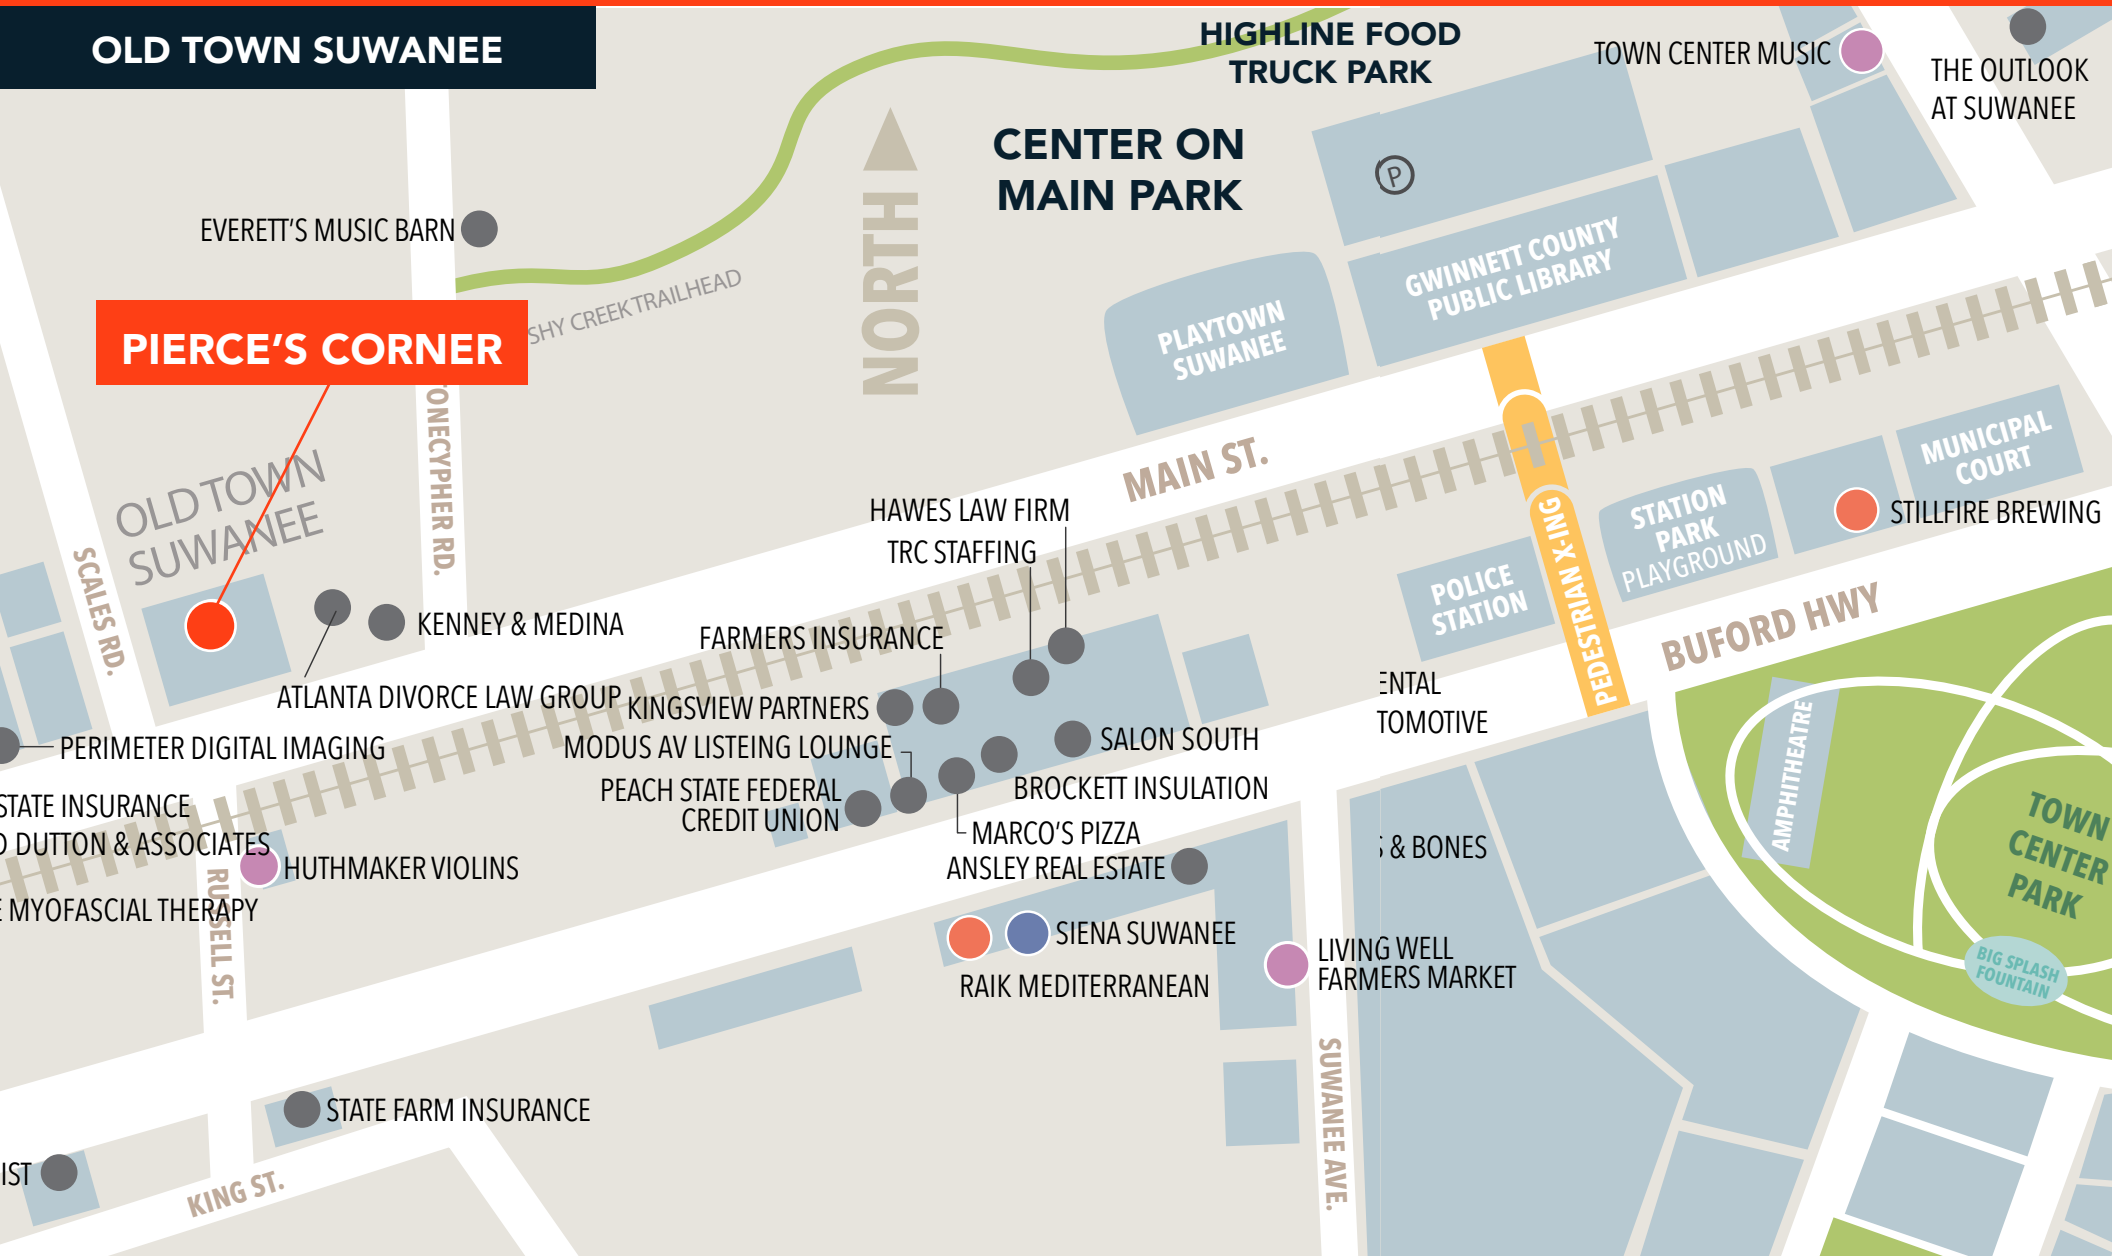 OLD TOWN SUWANEE
HIGHLINE FOOD
TRUCK PARK
TOWN CENTER MUSIC
THE OUTLOOK
AT SUWANEE
CENTER ON
MAIN PARK
P
EVERETT'S MUSIC BARN
NORTH
GWINNETT COUNTY
PUBLIC LIBRARY
SHY CREEK TRAILHEAD
PLAYTOWN
SUWANEE
PIERCE'S CORNER
ONECYPHER RD.
OLD TOWN
SUWANEE
MAIN ST.
MUNICIPAL
COURT
STILLFIRE BREWING
HAWES LAW FIRM
TRC STAFFING
STATION
PARK
PLAYGROUND
PEDESTRIAN X-ING
POLICE
STATION
SCALES RD.
KENNEY & MEDINA
FARMERS INSURANCE
BUFORD HWY
ATLANTA DIVORCE LAW GROUP
KINGSVIEW PARTNERS
ENTAL
TOMOTIVE
PERIMETER DIGITAL IMAGING
MODUS AV LISTEING LOUNGE
SALON SOUTH
PEACH STATE FEDERAL
CREDIT UNION
BROCKETT INSULATION
AMPHITHEATRE
TOWN
CENTER
PARK
STATE INSURANCE
D DUTTON & ASSOCIATES
MARCO'S PIZZA
S & BONES
HUTHMAKER VIOLINS
ANSLEY REAL ESTATE
E MYOFASCIAL THERAPY
RUSSELL ST.
SIENA SUWANEE
LIVING WELL
FARMERS MARKET
RAIK MEDITERRANEAN
BIG SPLASH
FOUNTAIN
STATE FARM INSURANCE
SUWANEE AVE.
IST
KING ST.